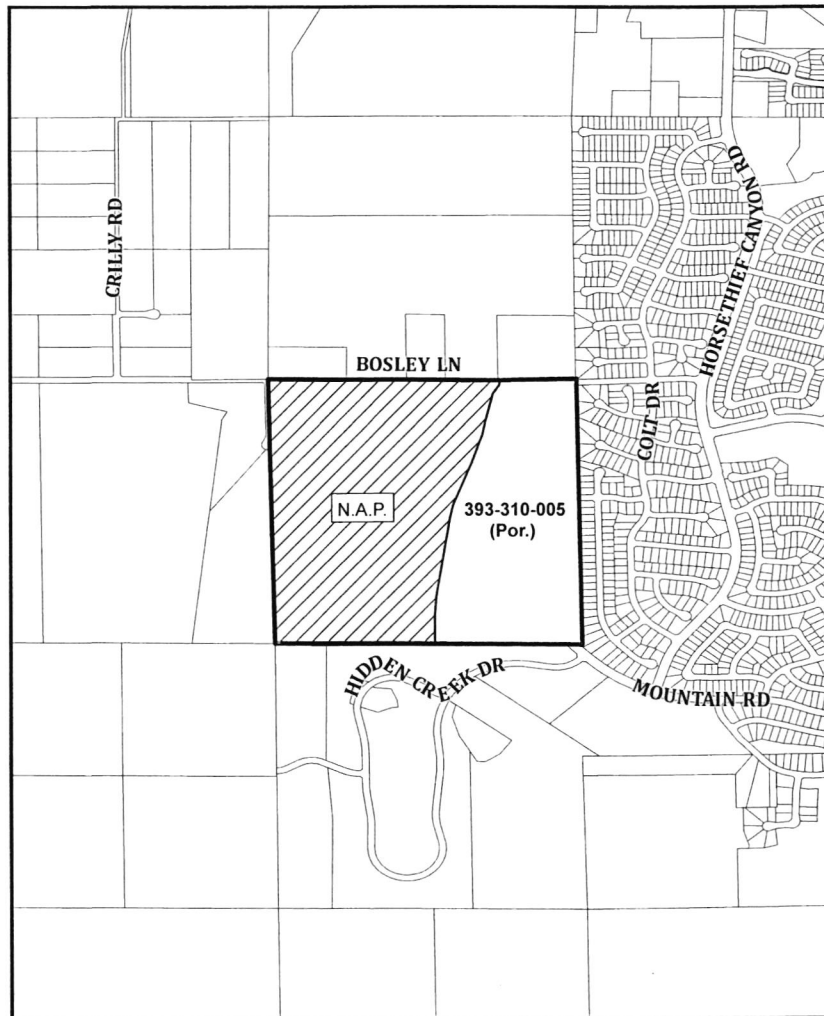 HORSETHIEF CANYON RD
CRILLY RD
BOSLEY LN
COLT DR
N.A.P.
393-310-005
(Por.)
HIDDEN CREEK DR
MOUNTAIN RD